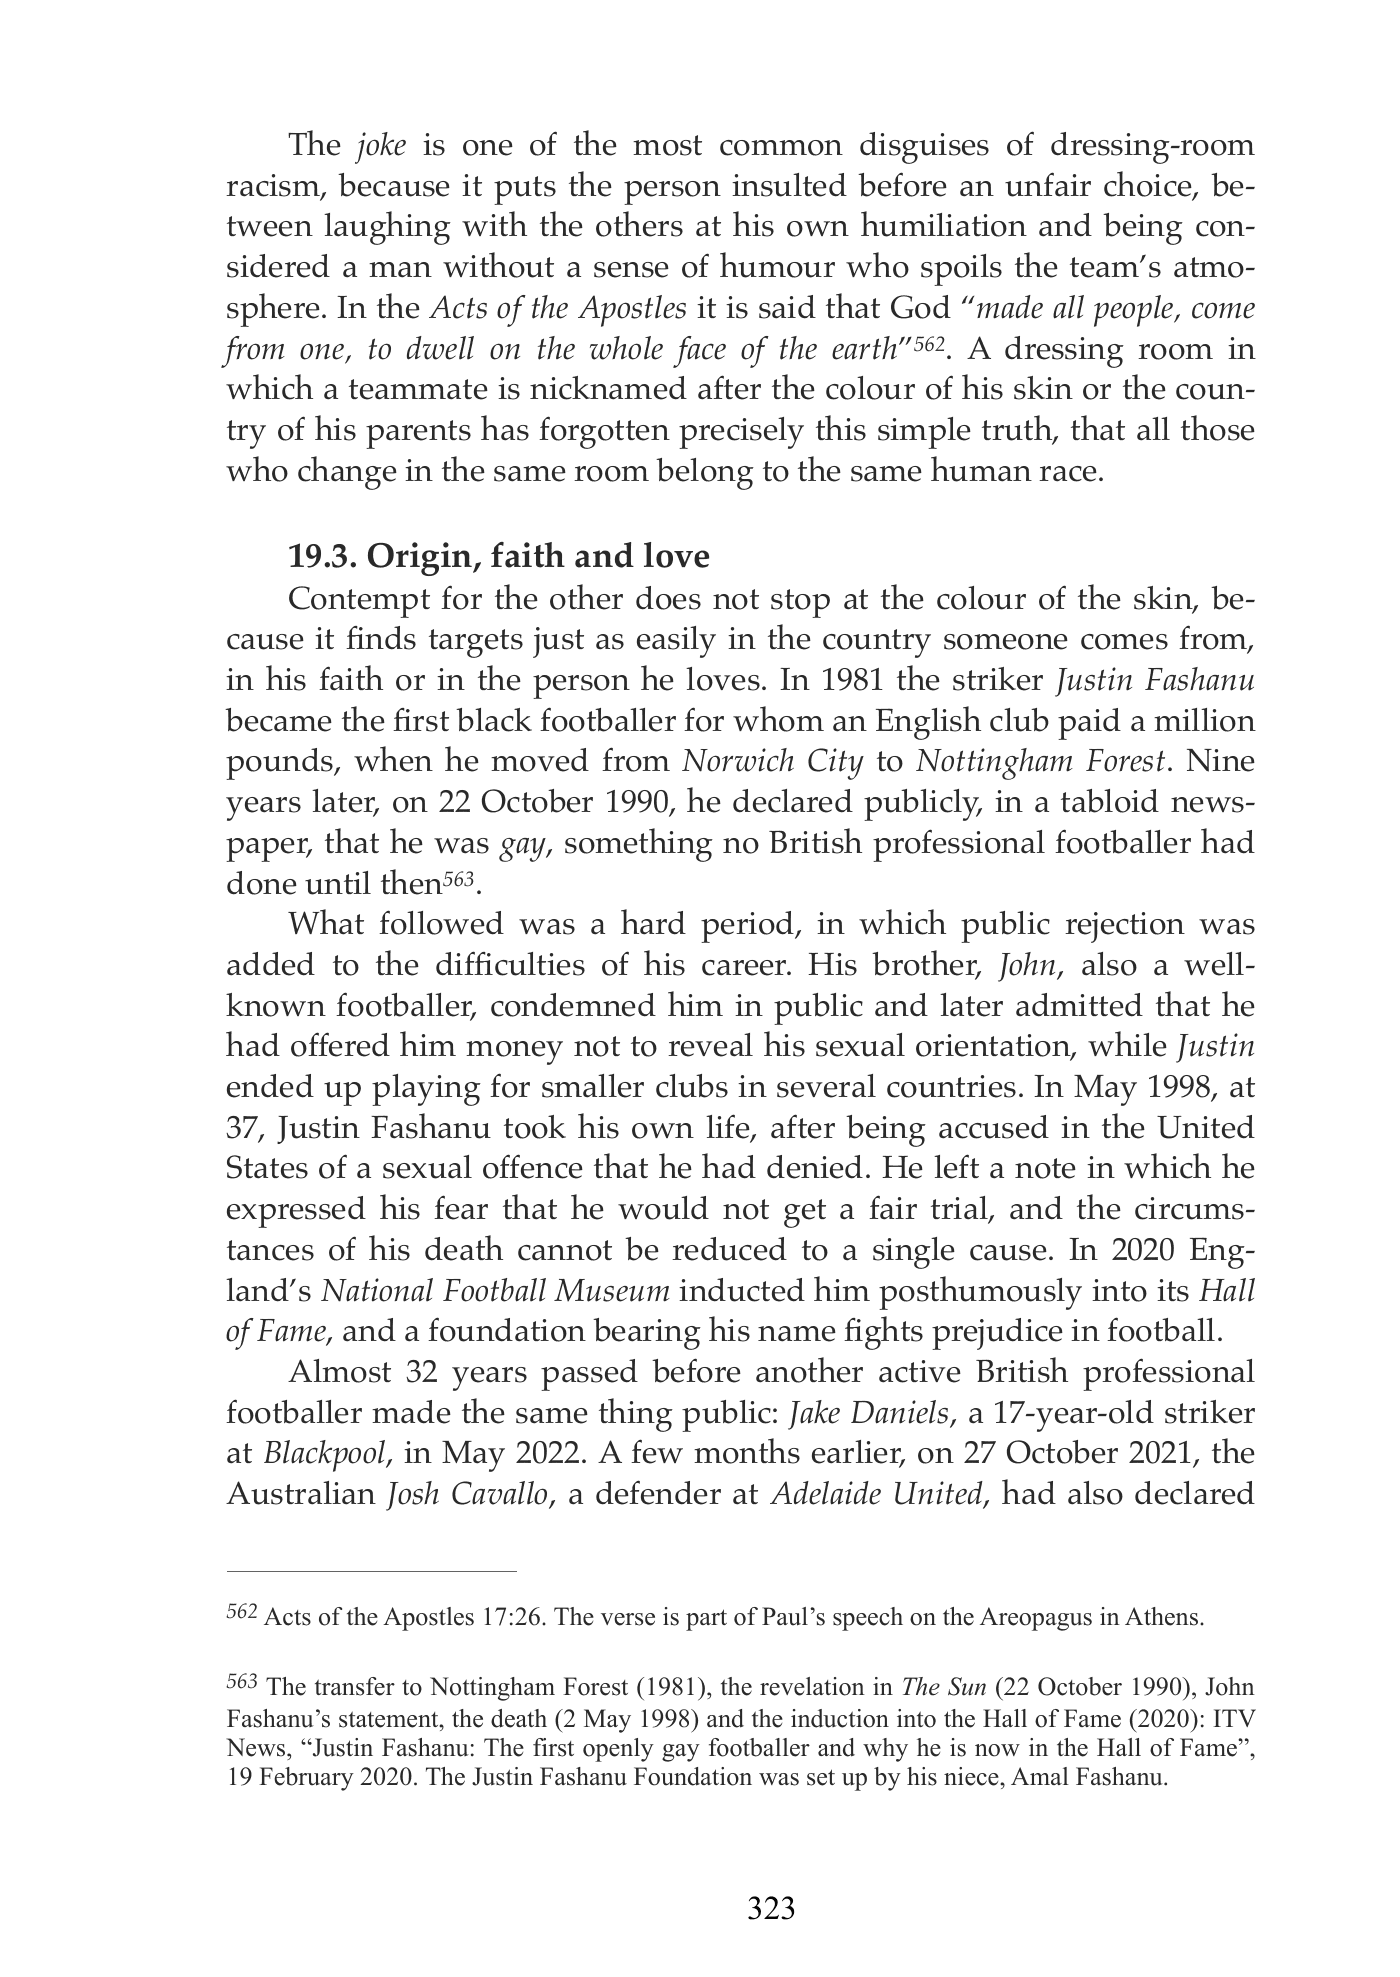 The joke is one of the most common disguises of dressing-room
racism, because it puts the person insulted before an unfair choice, be-
tween laughing with the others at his own humiliation and being con-
sidered a man without a sense of humour who spoils the team’s atmo-
sphere. In the Acts of the Apostles it is said that God “made all people, come
from one, to dwell on the whole face of the earth”562. A dressing room in
which a teammate is nicknamed after the colour of his skin or the coun-
try of his parents has forgotten precisely this simple truth, that all those
who change in the same room belong to the same human race.
19.3. Origin, faith and love
Contempt for the other does not stop at the colour of the skin, be-
cause it finds targets just as easily in the country someone comes from,
in his faith or in the person he loves. In 1981 the striker Justin Fashanu
became the first black footballer for whom an English club paid a million
pounds, when he moved from Norwich City to Nottingham Forest. Nine
years later, on 22 October 1990, he declared publicly, in a tabloid news-
paper, that he was gay, something no British professional footballer had
done until then563.
What followed was a hard period, in which public rejection was
added to the difficulties of his career. His brother, John, also a well-
known footballer, condemned him in public and later admitted that he
had offered him money not to reveal his sexual orientation, while Justin
ended up playing for smaller clubs in several countries. In May 1998, at
37, Justin Fashanu took his own life, after being accused in the United
States of a sexual offence that he had denied. He left a note in which he
expressed his fear that he would not get a fair trial, and the circums-
tances of his death cannot be reduced to a single cause. In 2020 Eng-
land’s National Football Museum inducted him posthumously into its Hall
of Fame, and a foundation bearing his name fights prejudice in football.
Almost 32 years passed before another active British professional
footballer made the same thing public: Jake Daniels, a 17-year-old striker
at Blackpool, in May 2022. A few months earlier, on 27 October 2021, the
Australian Josh Cavallo, a defender at Adelaide United, had also declared
562 Acts of the Apostles 17:26. The verse is part of Paul’s speech on the Areopagus in Athens.
563 The transfer to Nottingham Forest (1981), the revelation in The Sun (22 October 1990), John
Fashanu’s statement, the death (2 May 1998) and the induction into the Hall of Fame (2020): ITV
News, “Justin Fashanu: The first openly gay footballer and why he is now in the Hall of Fame”,
19 February 2020. The Justin Fashanu Foundation was set up by his niece, Amal Fashanu.
323